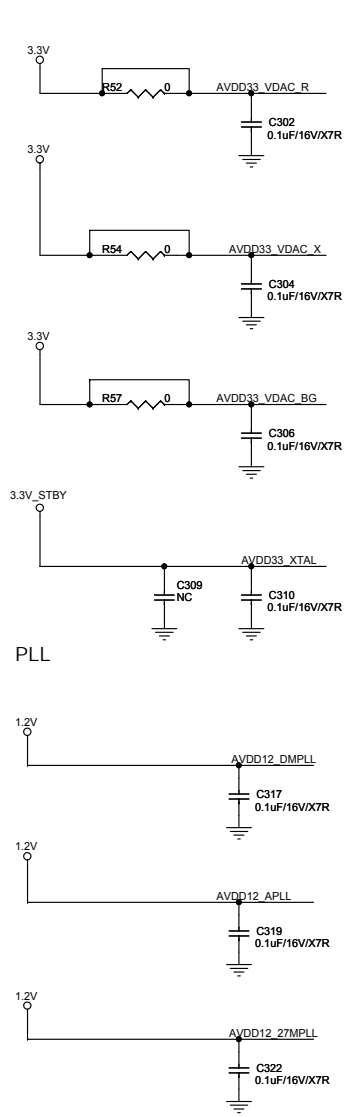 3.3V
R52 0 AVDD33_VDAC_R
C302
0.1uF/16V/X7R
3.3V
R54 0 AVDD33_VDAC_X
C304
0.1uF/16V/X7R
3.3V
R57 0 AVDD33_VDAC_BG
C306
0.1uF/16V/X7R
3.3V_STBY
AVDD33_XTAL
C309
NC
C310
0.1uF/16V/X7R
PLL
1.2V
AVDD12_DMPLL
C317
0.1uF/16V/X7R
1.2V
AVDD12_APLL
C319
0.1uF/16V/X7R
1.2V
AVDD12_27MPLL
C322
0.1uF/16V/X7R